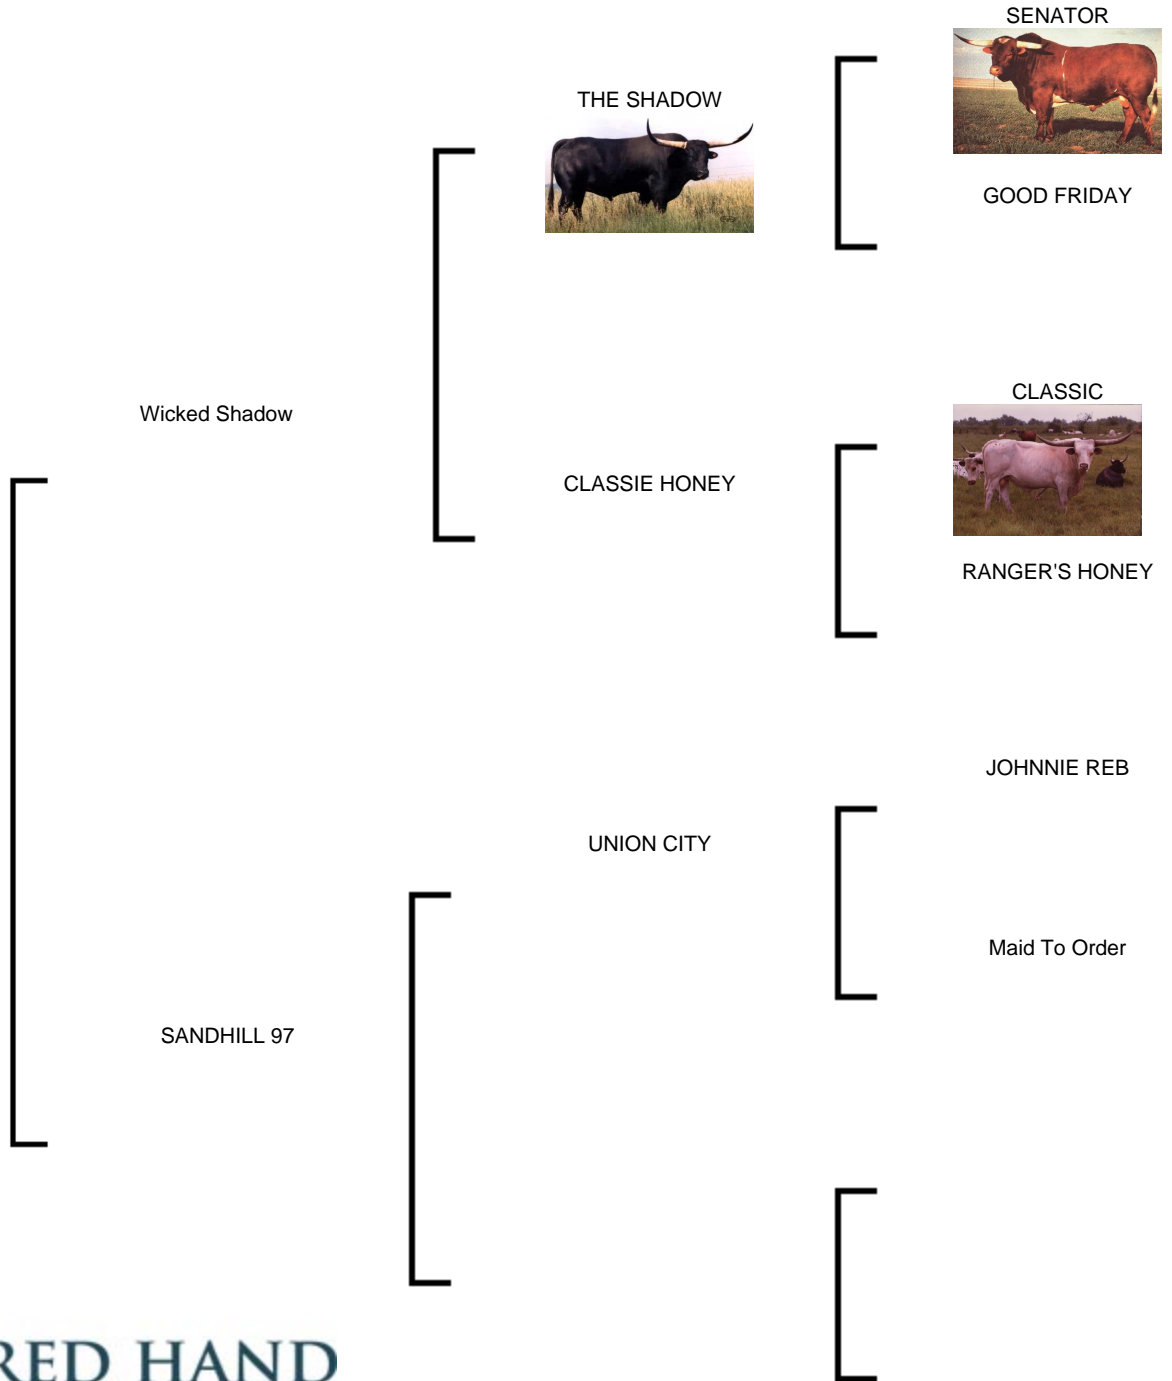 SENATOR
THE SHADOW
GOOD FRIDAY
CLASSIC
Wicked Shadow
CLASSIE HONEY
RANGER'S HONEY
JOHNNIE REB
UNION CITY
Maid To Order
SANDHILL 97
RED HAND